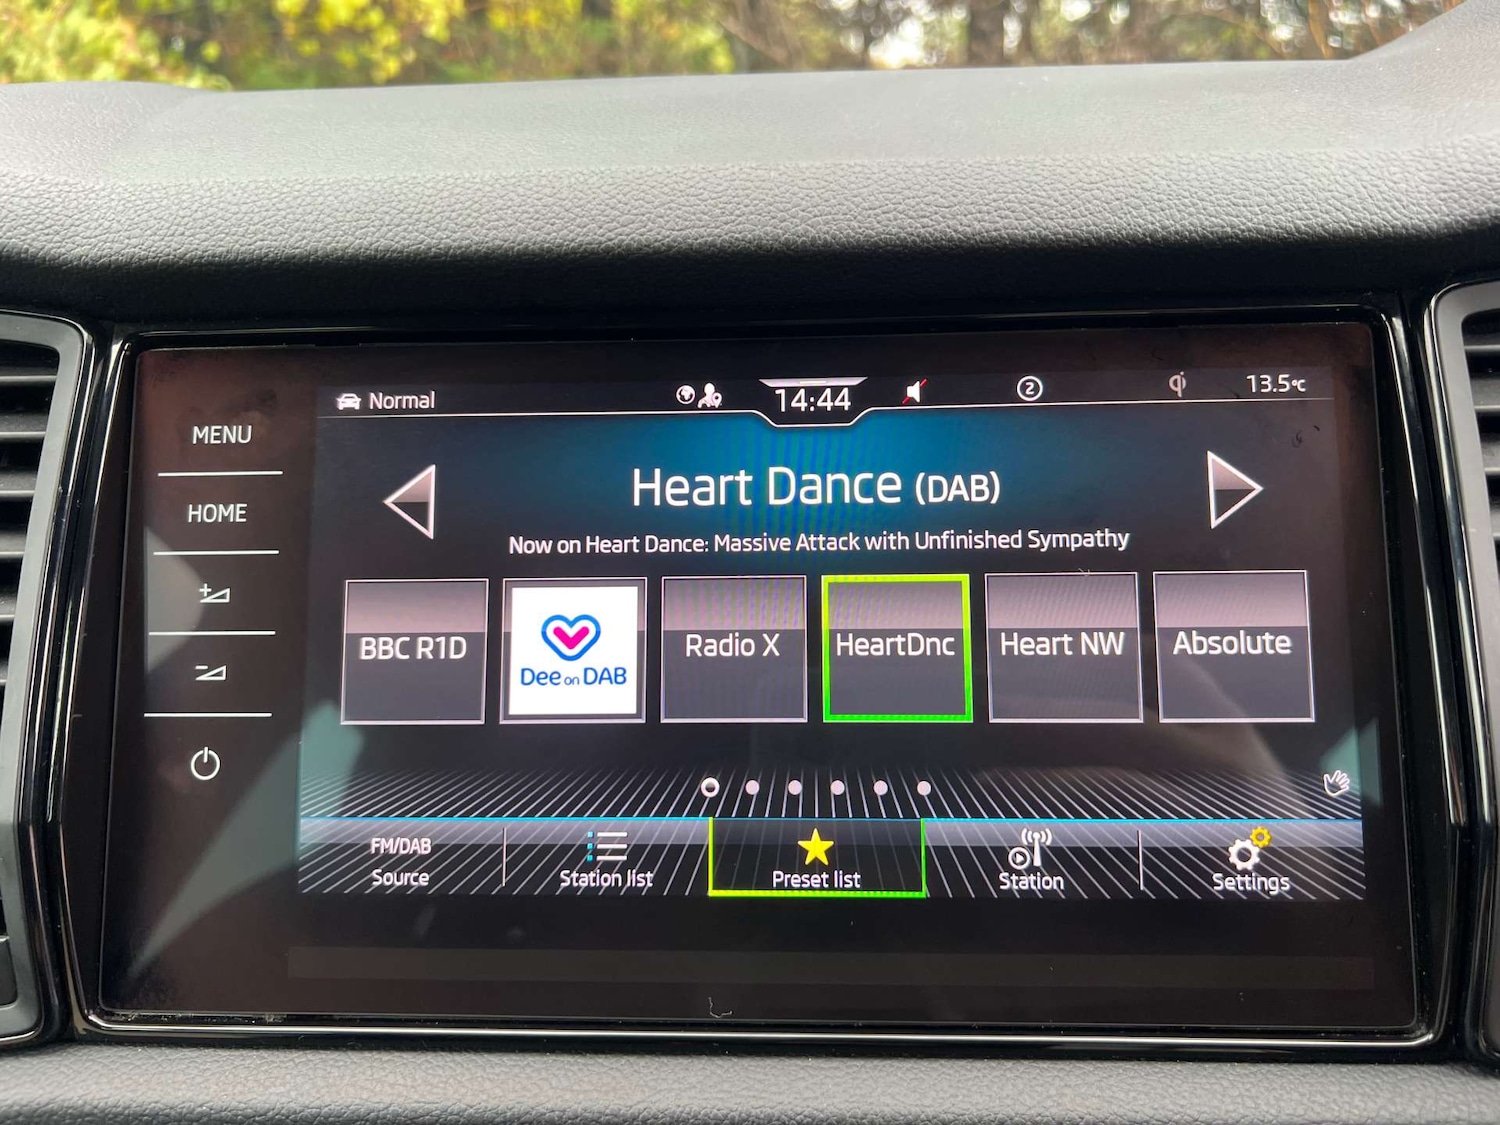 Normal
14:44
2
qi
13.5°C
MENU
HOME
Heart Dance (DAB)
Now on Heart Dance: Massive Attack with Unfinished Sympathy
BBC R1D
Dee on DAB
Radio X
HeartDnc
Heart NW
Absolute
FM/DAB
Source
Station list
Preset list
Station
Settings